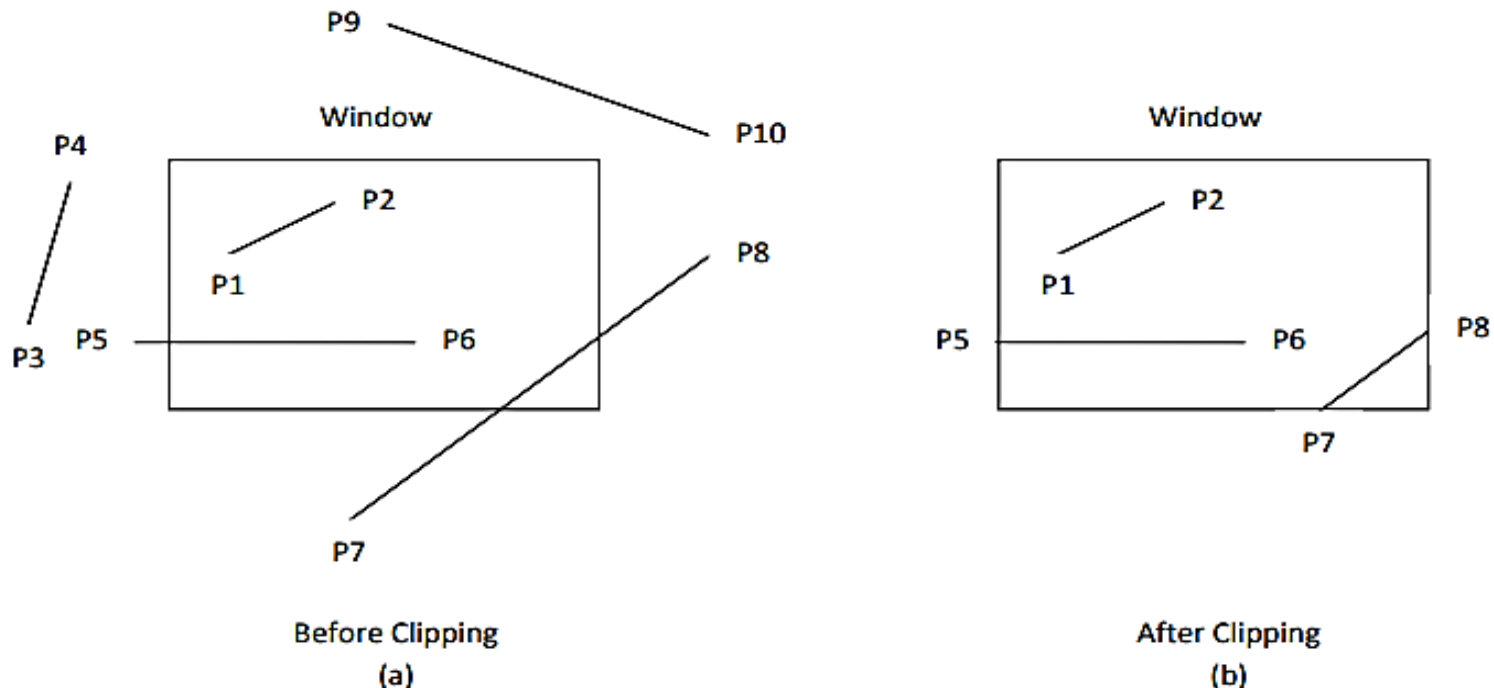 P9
Window
P10
P4
P2
P8
P1
P5
P6
P3
P7
Before Clipping
(a)
Window
P2
P1
P5
P6
P8
P7
After Clipping
(b)